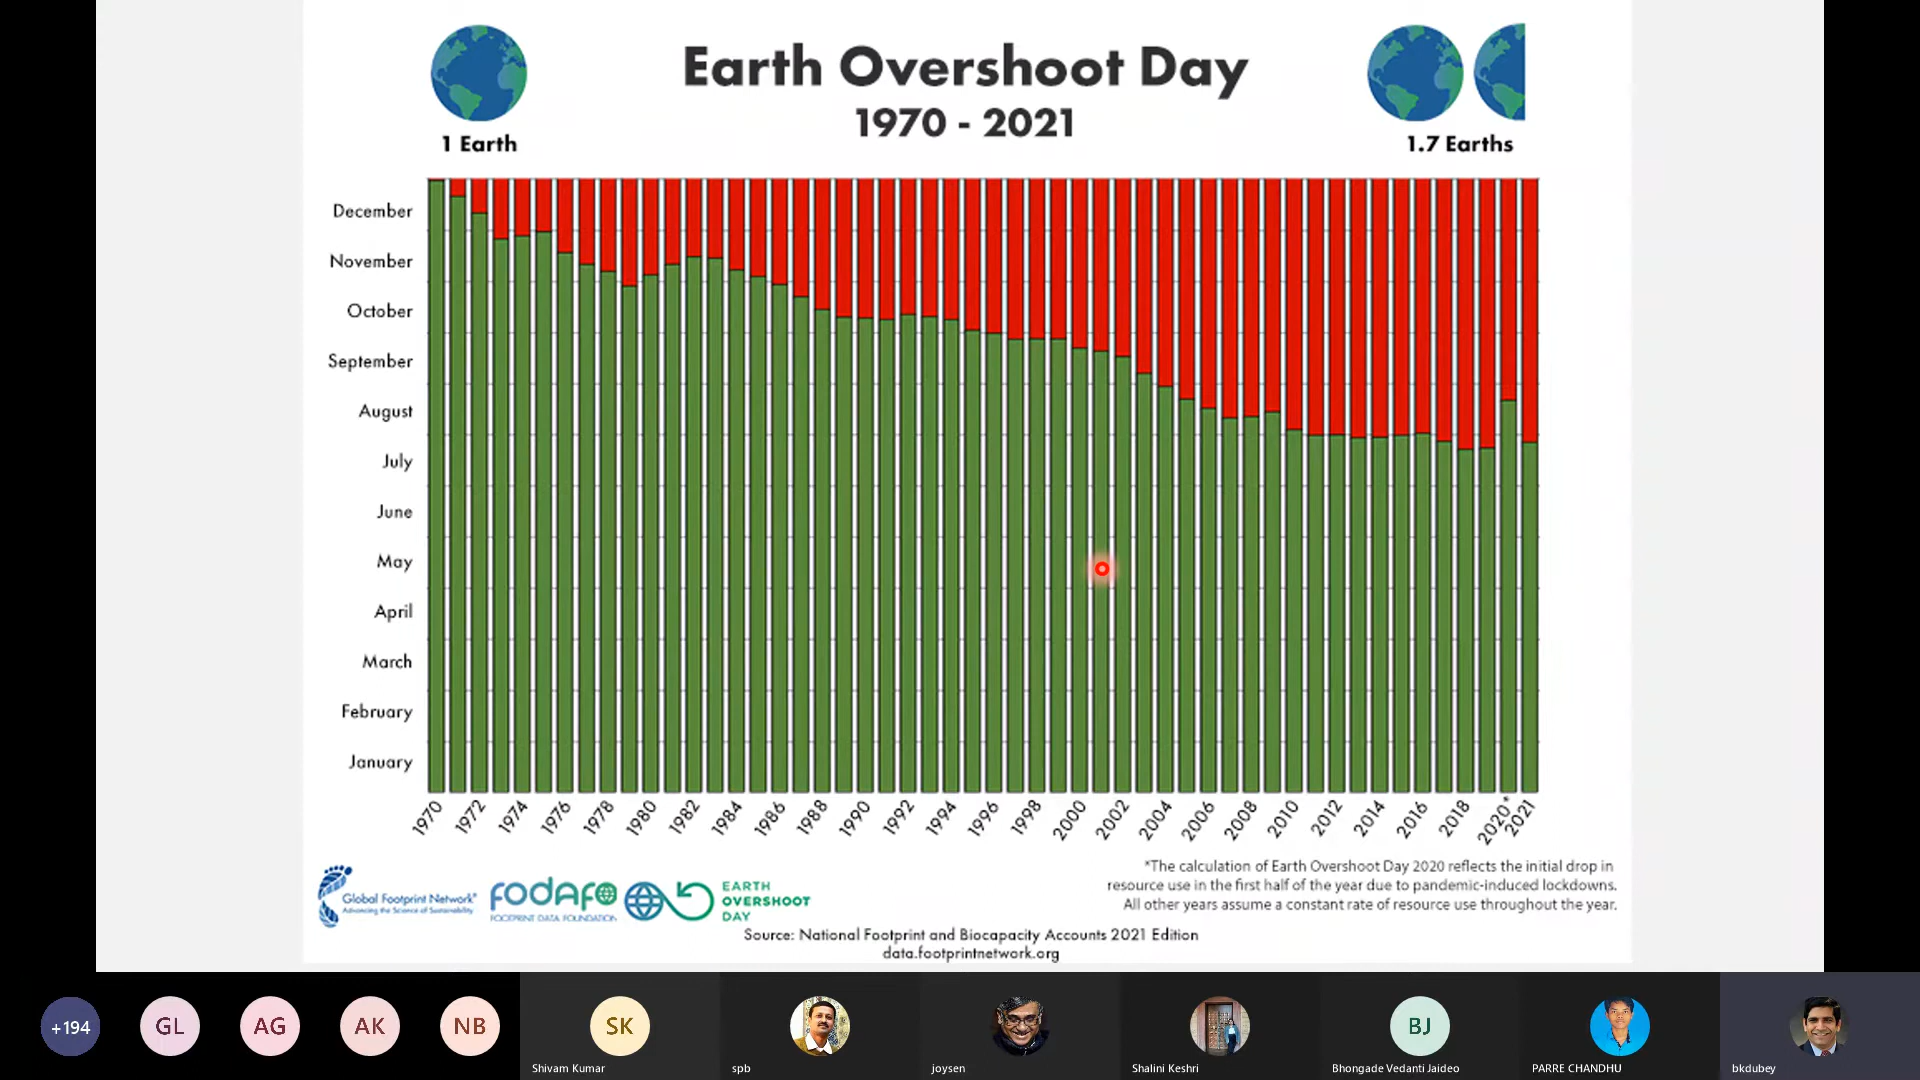 Earth Overshoot Day
1970 - 2021
1 Earth
1.7 Earths
December
November
October
September
August
July
June
May
April
March
February
January
1970 1972 1974 1976 1978 1980 1982 1984 1986 1988 1990 1992 1994 1996 1998 2000 2002 2004 2006 2008 2010 2012 2014 2016 2018 2020* 2021
*The calculation of Earth Overshoot Day 2020 reflects the initial drop in
resource use in the first half of the year due to pandemic-induced lockdowns.
All other years assume a constant rate of resource use throughout the year.
Global Footprint Network®
Advancing the Science of Sustainability
FODAFO
FOOTPRINT DATA FOUNDATION
EARTH
OVERSHOOT
DAY
Source: National Footprint and Biocapacity Accounts 2021 Edition
data.footprintnetwork.org
+194
GL
AG
AK
NB
SK
Shivam Kumar
spb
joysen
Shalini Keshri
BJ
Bhongade Vedanti Jaideo
PARRE CHANDHU
bkdubey